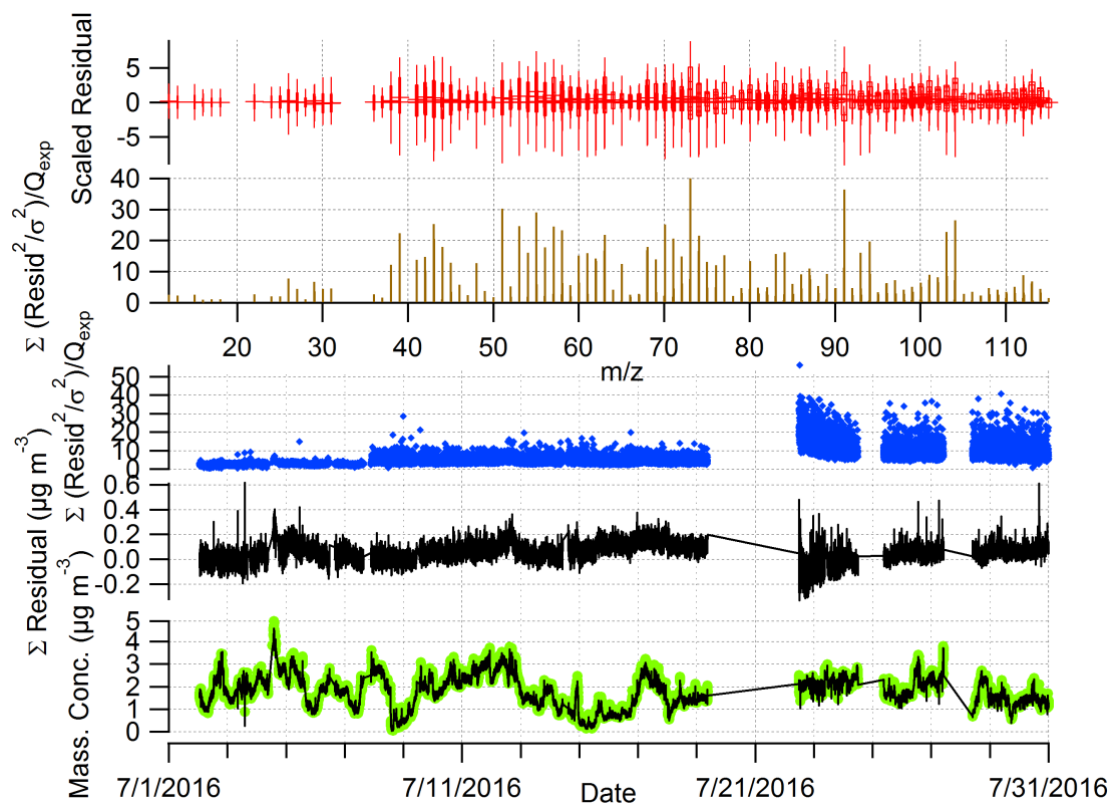 Scaled Residual
5
0
-5
Σ (Resid²/σ²)/Q_exp
40
30
20
10
0
20 30 40 50 60 70 80 90 100 110
m/z
Σ (Resid²/σ²)/Q_exp
50
40
30
20
10
0
Σ Residual (µg m⁻³)
0.6
0.4
0.2
0.0
-0.2
Mass. Conc. (µg m⁻³)
5
4
3
2
1
0
7/1/2016 7/11/2016 7/21/2016 7/31/2016
Date